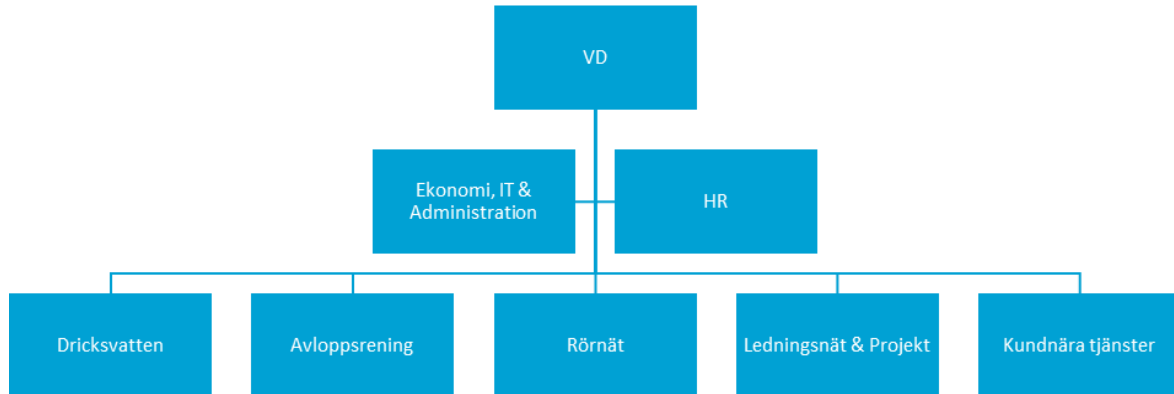 VD
Ekonomi, IT &
Administration
HR
Dricksvatten
Avloppsrening
Rörnät
Ledningsnät & Projekt
Kundnära tjänster